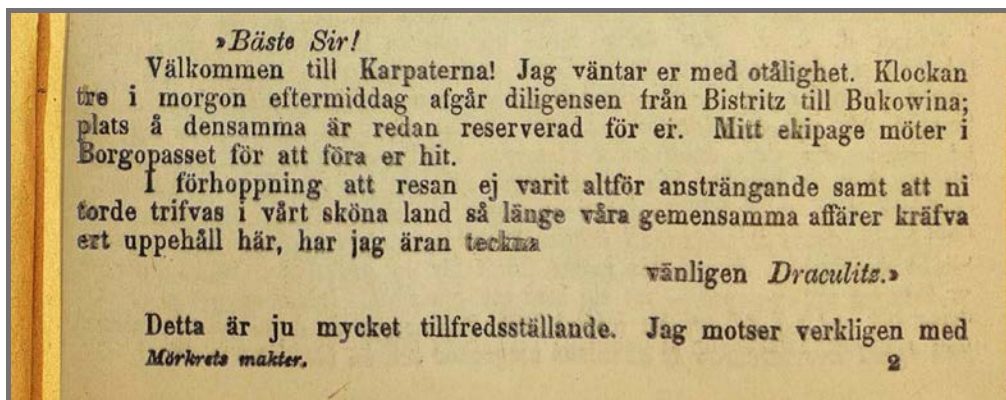 »Bäste Sir!
Välkommen till Karpaterna! Jag väntar er med otålighet. Klockan
tre i morgon eftermiddag afgår diligensen från Bistritz till Bukowina;
plats å densamma är redan reserverad för er. Mitt ekipage möter i
Borgopasset för att föra er hit.
I förhoppning att resan ej varit altför ansträngande samt att ni
torde trifvas i vårt sköna land så länge våra gemensamma affärer kräfva
ert uppehåll här, har jag äran teckna
vänligen Draculitz.»
Detta är ju mycket tillfredsställande. Jag motser verkligen med
Mörkrets makter. 2